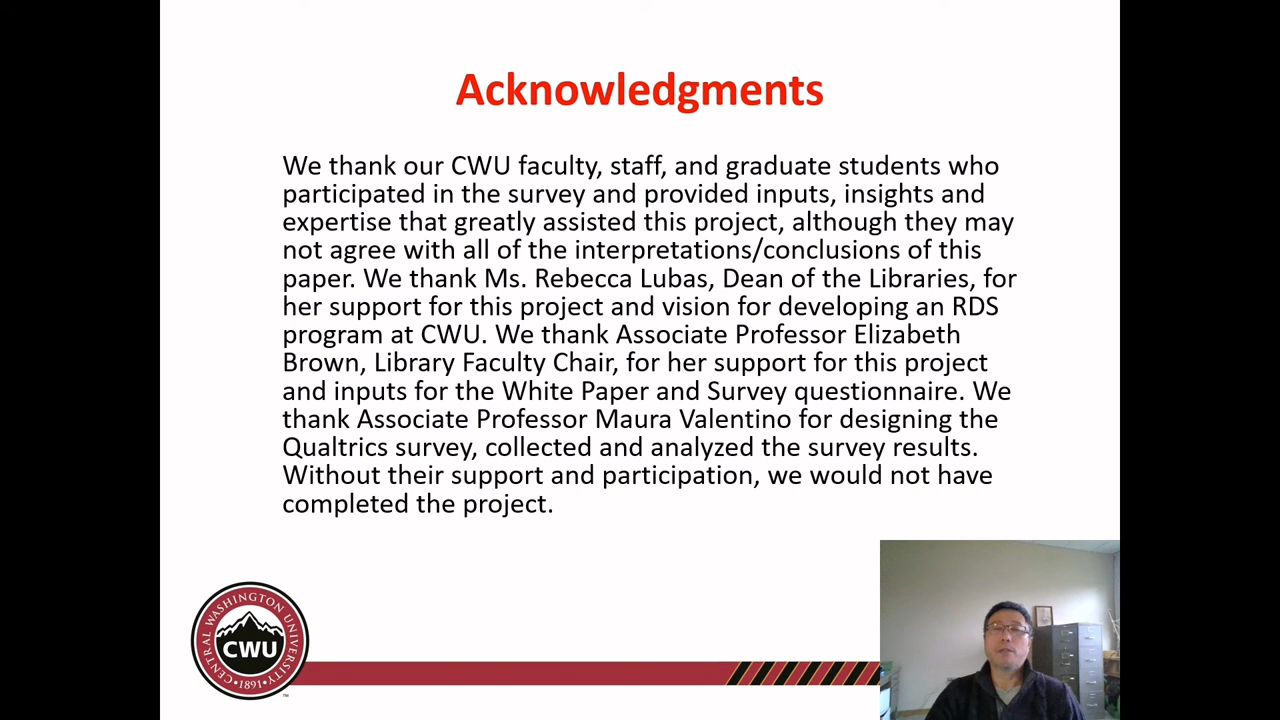 Acknowledgments
We thank our CWU faculty, staff, and graduate students who
participated in the survey and provided inputs, insights and
expertise that greatly assisted this project, although they may
not agree with all of the interpretations/conclusions of this
paper. We thank Ms. Rebecca Lubas, Dean of the Libraries, for
her support for this project and vision for developing an RDS
program at CWU. We thank Associate Professor Elizabeth
Brown, Library Faculty Chair, for her support for this project
and inputs for the White Paper and Survey questionnaire. We
thank Associate Professor Maura Valentino for designing the
Qualtrics survey, collected and analyzed the survey results.
Without their support and participation, we would not have
completed the project.
CENTRAL WASHINGTON UNIVERSITY
CWU
•1891•
™